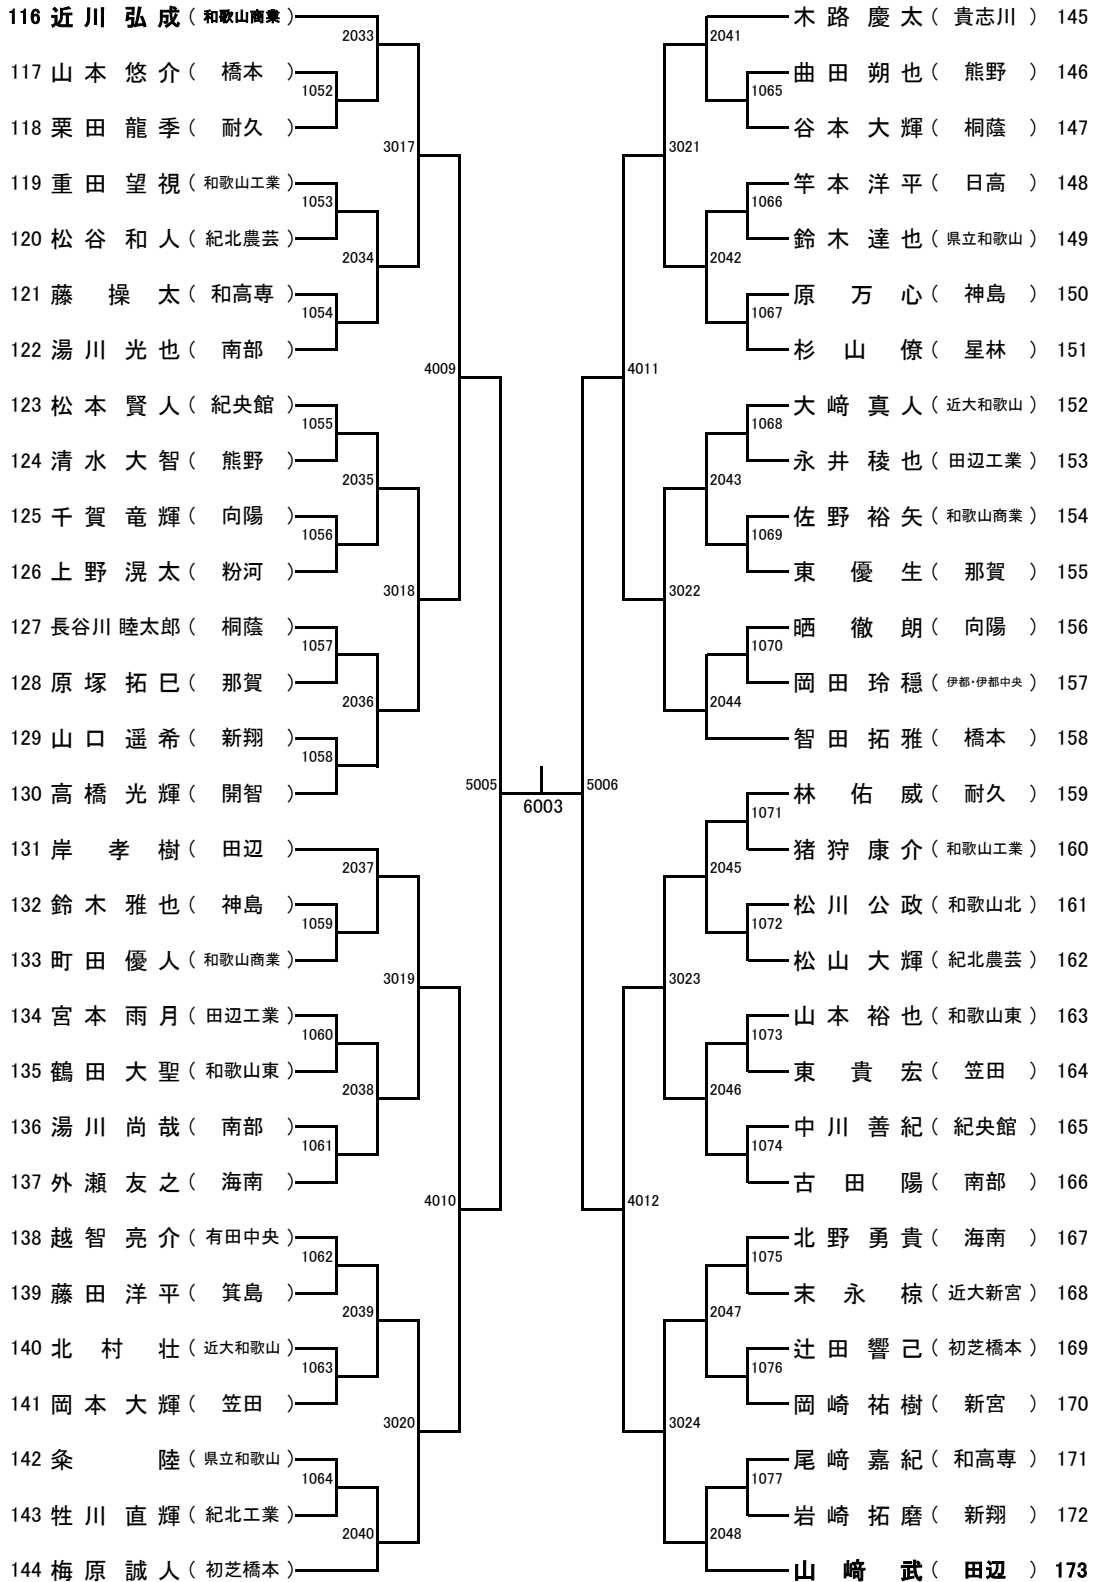 116 近川 弘成 ( 和歌山商業 )
2033
117 山本 悠介 ( 橋本 )
1052
118 栗田 龍季 ( 耐久 )
3017
119 重田 望視 ( 和歌山工業 )
1053
120 松谷 和人 ( 紀北農芸 )
2034
121 藤 操太 ( 和高専 )
1054
122 湯川 光也 ( 南部 )
4009
123 松本 賢人 ( 紀央館 )
1055
124 清水 大智 ( 熊野 )
2035
125 千賀 竜輝 ( 向陽 )
1056
126 上野 滉太 ( 粉河 )
3018
127 長谷川 睦太郎 ( 桐蔭 )
1057
128 原塚 拓巳 ( 那賀 )
2036
129 山口 遥希 ( 新翔 )
1058
130 高橋 光輝 ( 開智 )
5005
6003
131 岸 孝樹 ( 田辺 )
2037
132 鈴木 雅也 ( 神島 )
1059
133 町田 優人 ( 和歌山商業 )
3019
134 宮本 雨月 ( 田辺工業 )
1060
135 鶴田 大聖 ( 和歌山東 )
2038
136 湯川 尚哉 ( 南部 )
1061
137 外瀬 友之 ( 海南 )
4010
138 越智 亮介 ( 有田中央 )
1062
139 藤田 洋平 ( 箕島 )
2039
140 北村 壮 ( 近大和歌山 )
1063
141 岡本 大輝 ( 笠田 )
3020
142 粂 陸 ( 県立和歌山 )
1064
143 牲川 直輝 ( 紀北工業 )
2040
144 梅原 誠人 ( 初芝橋本 )
木路 慶太 ( 貴志川 ) 145
2041
曲田 朔也 ( 熊野 ) 146
1065
谷本 大輝 ( 桐蔭 ) 147
3021
竿本 洋平 ( 日高 ) 148
1066
鈴木 達也 ( 県立和歌山 ) 149
2042
原 万心 ( 神島 ) 150
1067
杉山 僚 ( 星林 ) 151
4011
大﨑 真人 ( 近大和歌山 ) 152
1068
永井 稜也 ( 田辺工業 ) 153
2043
佐野 裕矢 ( 和歌山商業 ) 154
1069
東 優生 ( 那賀 ) 155
3022
晒 徹朗 ( 向陽 ) 156
1070
岡田 玲穏 ( 伊都・伊都中央 ) 157
2044
智田 拓雅 ( 橋本 ) 158
5006
林 佑威 ( 耐久 ) 159
1071
猪狩 康介 ( 和歌山工業 ) 160
2045
松川 公政 ( 和歌山北 ) 161
1072
松山 大輝 ( 紀北農芸 ) 162
3023
山本 裕也 ( 和歌山東 ) 163
1073
東 貴宏 ( 笠田 ) 164
2046
中川 善紀 ( 紀央館 ) 165
1074
古田 陽 ( 南部 ) 166
4012
北野 勇貴 ( 海南 ) 167
1075
末永 椋 ( 近大新宮 ) 168
2047
辻田 響己 ( 初芝橋本 ) 169
1076
岡崎 祐樹 ( 新宮 ) 170
3024
尾﨑 嘉紀 ( 和高専 ) 171
1077
岩崎 拓磨 ( 新翔 ) 172
2048
山﨑 武 ( 田辺 ) 173